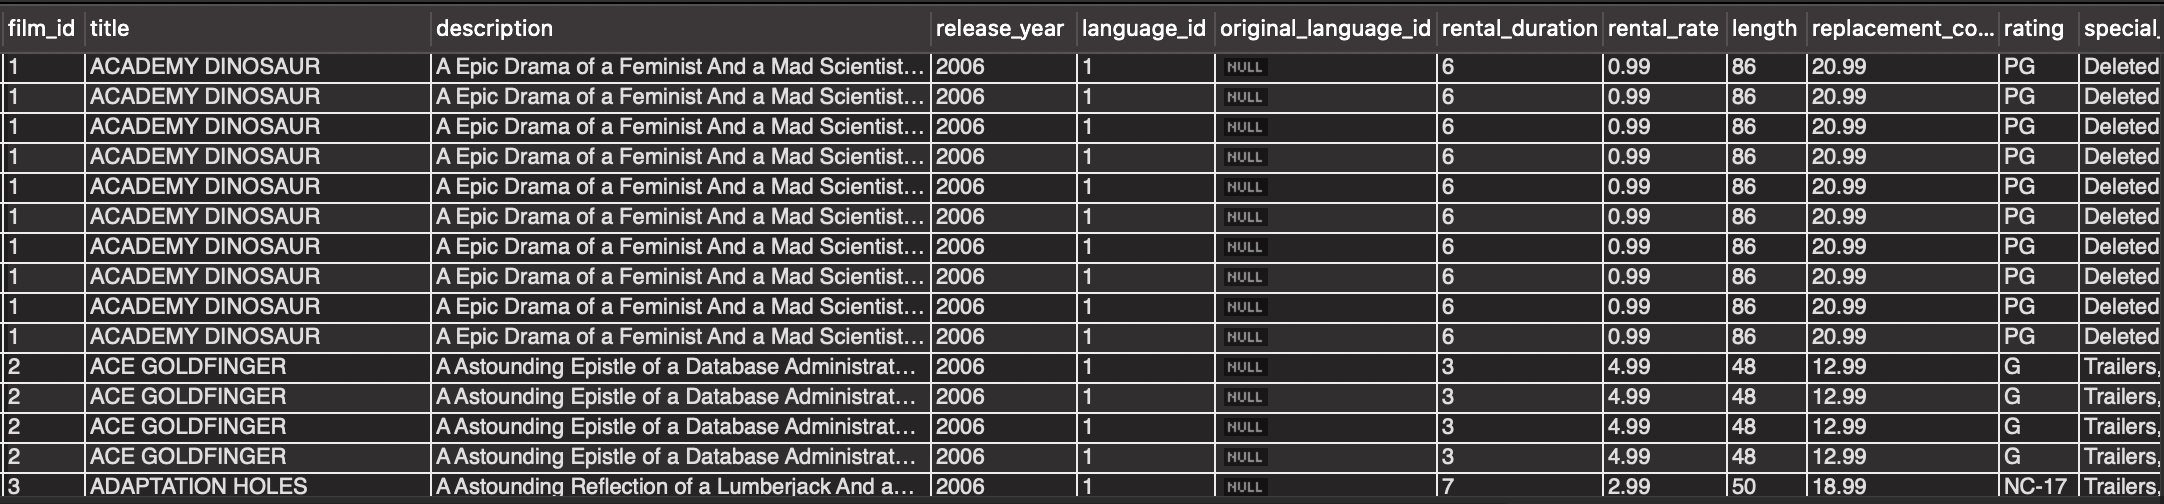 film_id title description release_year language_id original_language_id rental_duration rental_rate length replacement_co... rating special_
1 ACADEMY DINOSAUR A Epic Drama of a Feminist And a Mad Scientist... 2006 1 NULL 6 0.99 86 20.99 PG Deleted
1 ACADEMY DINOSAUR A Epic Drama of a Feminist And a Mad Scientist... 2006 1 NULL 6 0.99 86 20.99 PG Deleted
1 ACADEMY DINOSAUR A Epic Drama of a Feminist And a Mad Scientist... 2006 1 NULL 6 0.99 86 20.99 PG Deleted
1 ACADEMY DINOSAUR A Epic Drama of a Feminist And a Mad Scientist... 2006 1 NULL 6 0.99 86 20.99 PG Deleted
1 ACADEMY DINOSAUR A Epic Drama of a Feminist And a Mad Scientist... 2006 1 NULL 6 0.99 86 20.99 PG Deleted
1 ACADEMY DINOSAUR A Epic Drama of a Feminist And a Mad Scientist... 2006 1 NULL 6 0.99 86 20.99 PG Deleted
1 ACADEMY DINOSAUR A Epic Drama of a Feminist And a Mad Scientist... 2006 1 NULL 6 0.99 86 20.99 PG Deleted
1 ACADEMY DINOSAUR A Epic Drama of a Feminist And a Mad Scientist... 2006 1 NULL 6 0.99 86 20.99 PG Deleted
1 ACADEMY DINOSAUR A Epic Drama of a Feminist And a Mad Scientist... 2006 1 NULL 6 0.99 86 20.99 PG Deleted
1 ACADEMY DINOSAUR A Epic Drama of a Feminist And a Mad Scientist... 2006 1 NULL 6 0.99 86 20.99 PG Deleted
2 ACE GOLDFINGER A Astounding Epistle of a Database Administrat... 2006 1 NULL 3 4.99 48 12.99 G Trailers,
2 ACE GOLDFINGER A Astounding Epistle of a Database Administrat... 2006 1 NULL 3 4.99 48 12.99 G Trailers,
2 ACE GOLDFINGER A Astounding Epistle of a Database Administrat... 2006 1 NULL 3 4.99 48 12.99 G Trailers,
2 ACE GOLDFINGER A Astounding Epistle of a Database Administrat... 2006 1 NULL 3 4.99 48 12.99 G Trailers,
3 ADAPTATION HOLES A Astounding Reflection of a Lumberjack And a... 2006 1 NULL 7 2.99 50 18.99 NC-17 Trailers,